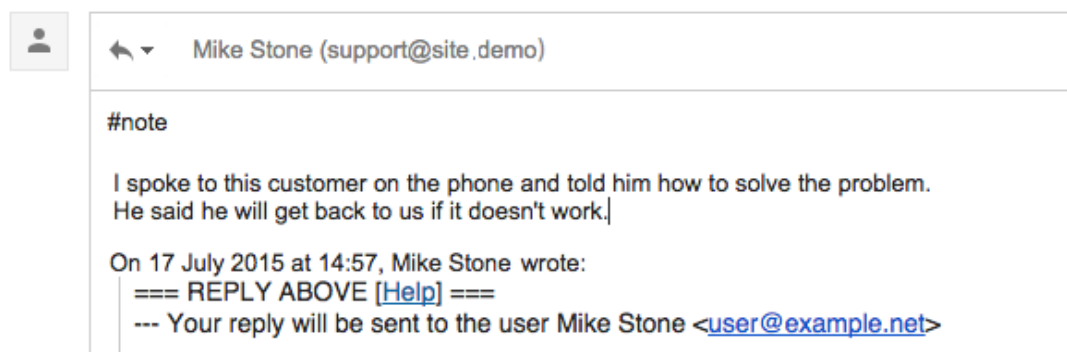 Mike Stone (support@site.demo)
#note
I spoke to this customer on the phone and told him how to solve the problem.
He said he will get back to us if it doesn't work.
On 17 July 2015 at 14:57, Mike Stone wrote:
=== REPLY ABOVE [Help] ===
--- Your reply will be sent to the user Mike Stone <user@example.net>